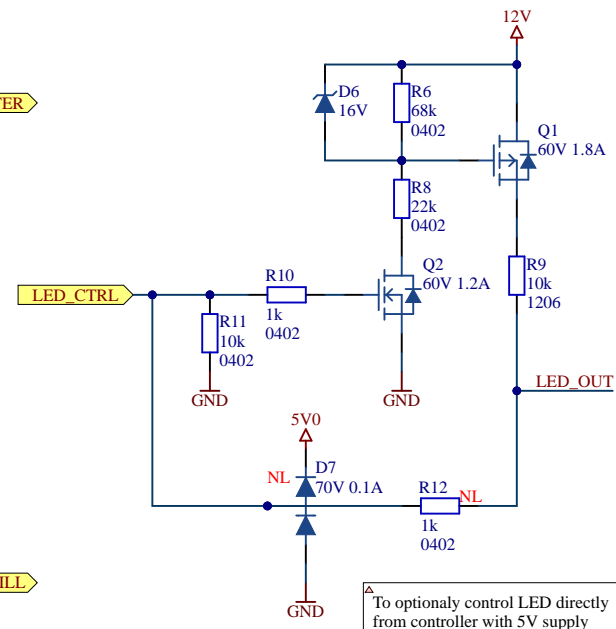 12V
TER
D6
16V
R6
68k
0402
Q1
60V 1.8A
R8
22k
0402
Q2
60V 1.2A
R9
10k
1206
R10
1k
0402
LED_CTRL
R11
10k
0402
GND
GND
LED_OUT
5V0
NL
D7
70V 0.1A
R12
NL
1k
0402
ILL
GND
To optionaly control LED directly
from controller with 5V supply